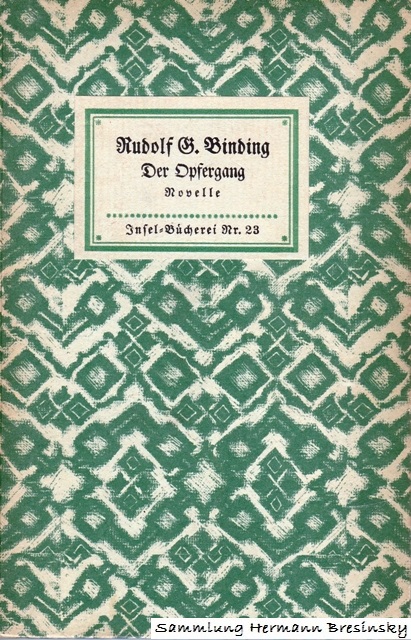 Rudolf G. Binding
Der Opfergang
Novelle
Insel-Bücherei Nr. 23
Sammlung Hermann Bresinsky